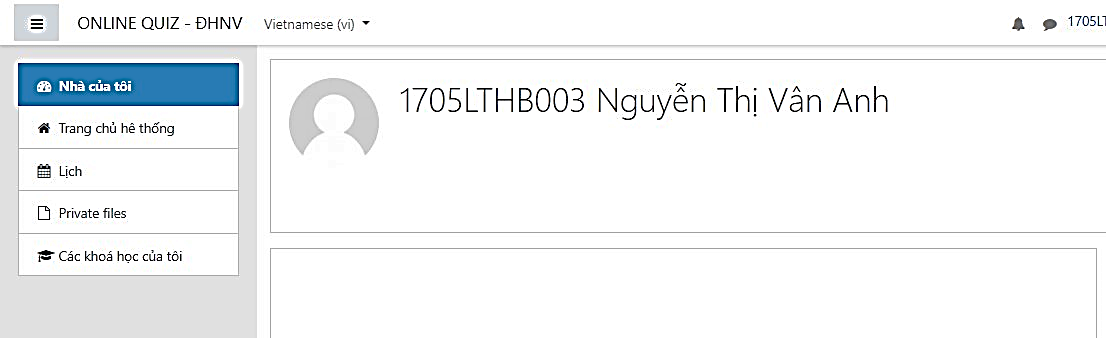 ONLINE QUIZ - ĐHNV
Vietnamese (vi)
1705LT
Nhà của tôi
Trang chủ hệ thống
Lịch
Private files
Các khoá học của tôi
1705LTHB003 Nguyễn Thị Vân Anh